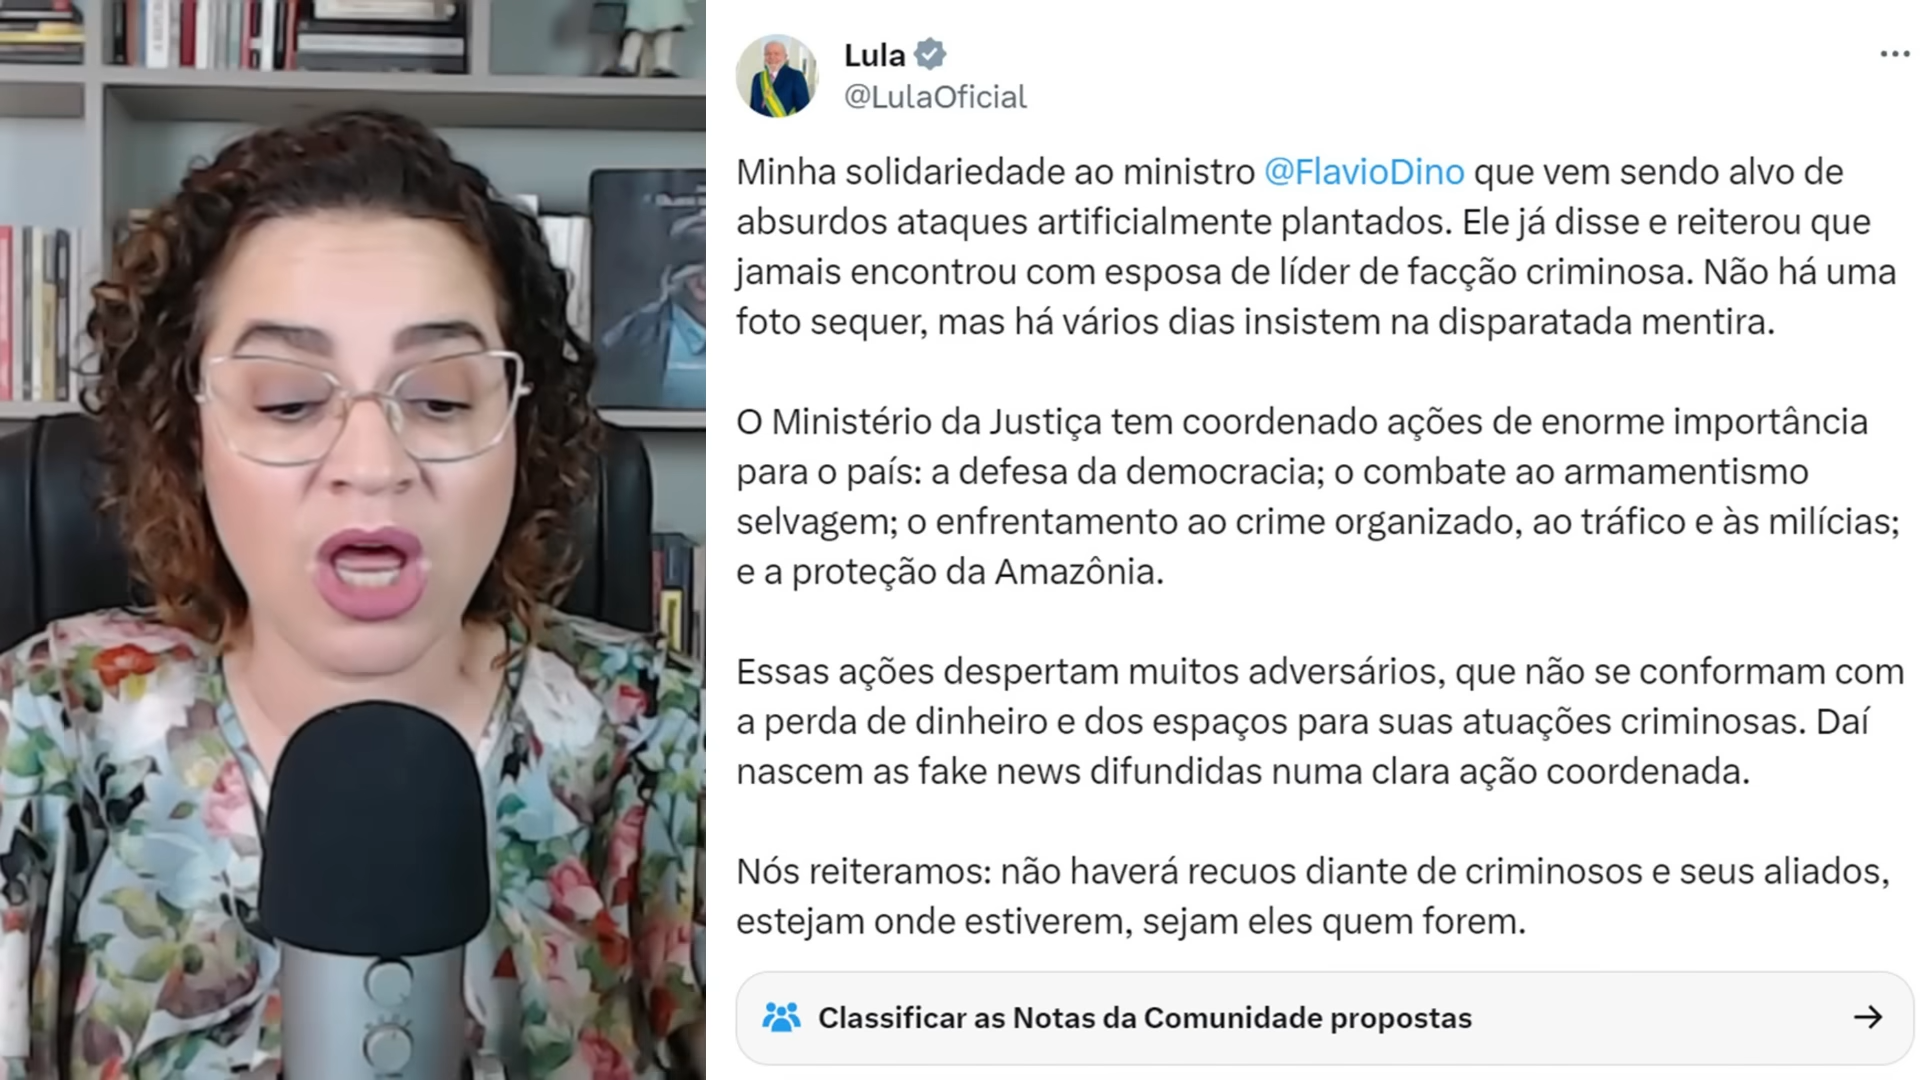 Lula
@LulaOficial
Minha solidariedade ao ministro @FlavioDino que vem sendo alvo de
absurdos ataques artificialmente plantados. Ele já disse e reiterou que
jamais encontrou com esposa de líder de facção criminosa. Não há uma
foto sequer, mas há vários dias insistem na disparatada mentira.
O Ministério da Justiça tem coordenado ações de enorme importância
para o país: a defesa da democracia; o combate ao armamentismo
selvagem; o enfrentamento ao crime organizado, ao tráfico e às milícias;
e a proteção da Amazônia.
Essas ações despertam muitos adversários, que não se conformam com
a perda de dinheiro e dos espaços para suas atuações criminosas. Daí
nascem as fake news difundidas numa clara ação coordenada.
Nós reiteramos: não haverá recuos diante de criminosos e seus aliados,
estejam onde estiverem, sejam eles quem forem.
Classificar as Notas da Comunidade propostas